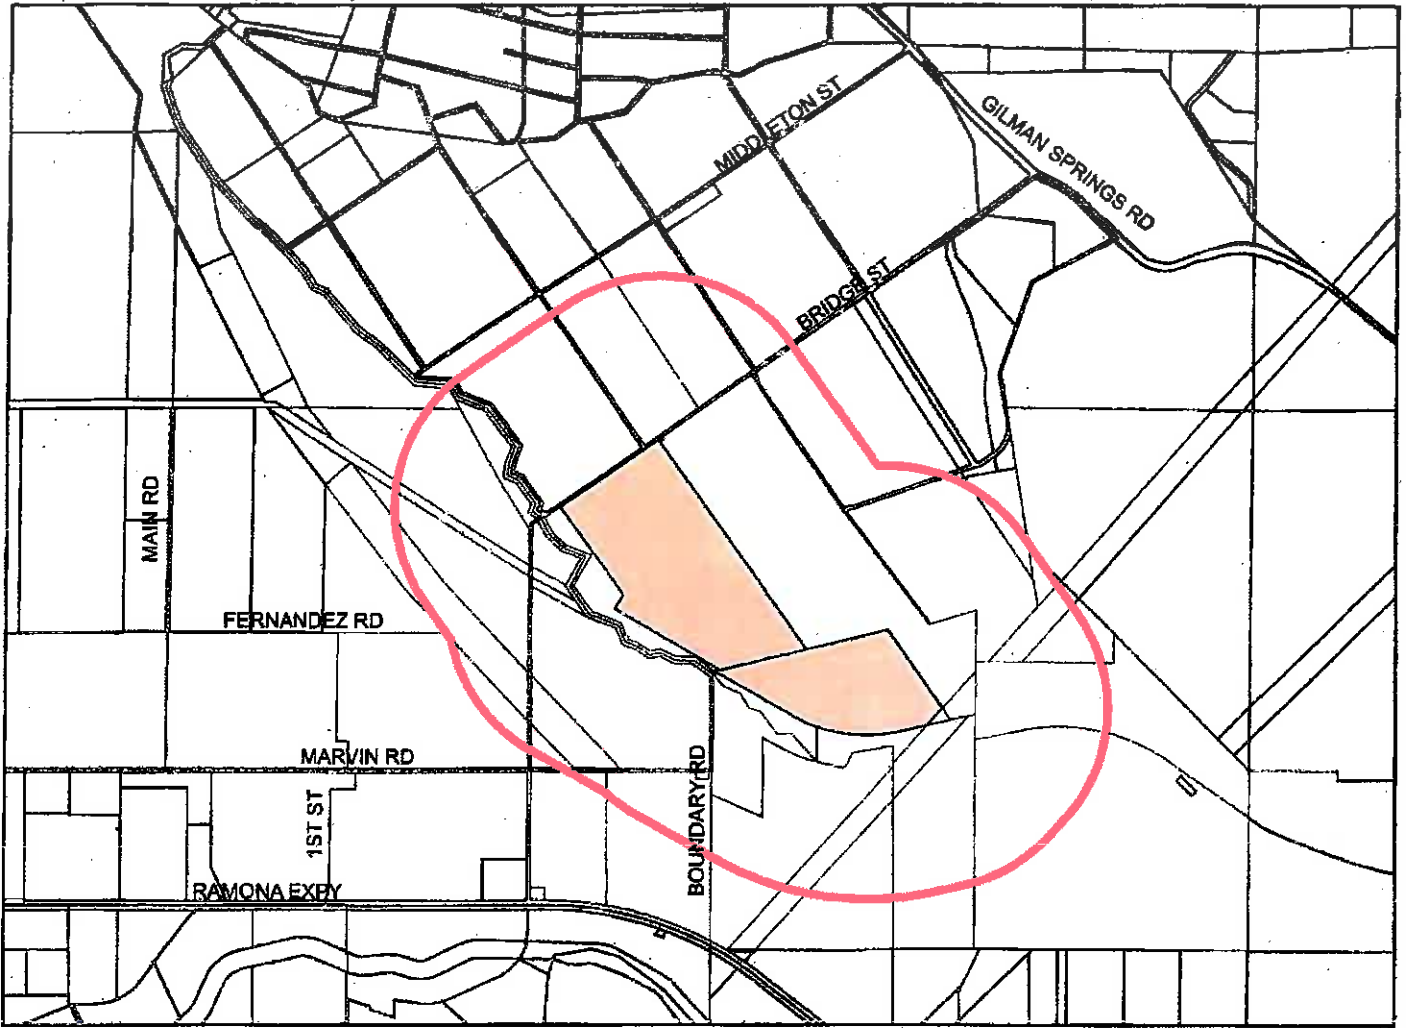 MIDDLETON ST
GILMAN SPRINGS RD
BRIDGE ST
MAIN RD
FERNANDEZ RD
MARVIN RD
1ST ST
BOUNDARY RD
RAMONA EXPY